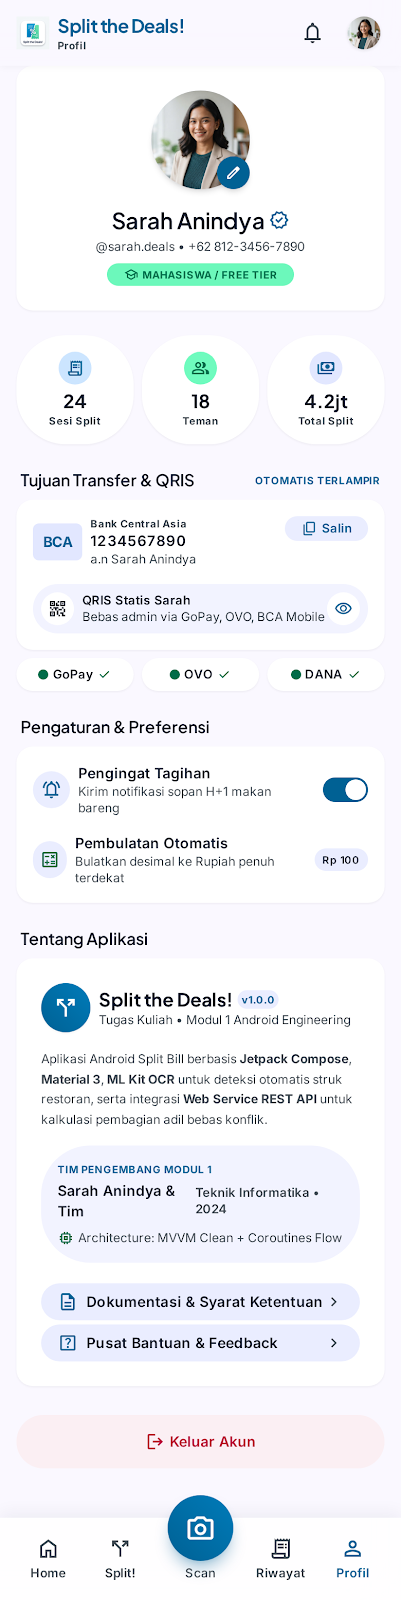 Split the Deals!
Profil
Split the Deals!
Sarah Anindya
@sarah.deals • +62 812-3456-7890
MAHASISWA / FREE TIER
24
Sesi Split
18
Teman
4.2jt
Total Split
Tujuan Transfer & QRIS
OTOMATIS TERLAMPIR
BCA
Bank Central Asia
1234567890
a.n Sarah Anindya
Salin
QRIS Statis Sarah
Bebas admin via GoPay, OVO, BCA Mobile
GoPay ✓
OVO ✓
DANA ✓
Pengaturan & Preferensi
Pengingat Tagihan
Kirim notifikasi sopan H+1 makan
bareng
Pembulatan Otomatis
Bulatkan desimal ke Rupiah penuh
terdekat
Rp 100
Tentang Aplikasi
Split the Deals!
v1.0.0
Tugas Kuliah • Modul 1 Android Engineering
Aplikasi Android Split Bill berbasis Jetpack Compose,
Material 3, ML Kit OCR untuk deteksi otomatis struk
restoran, serta integrasi Web Service REST API untuk
kalkulasi pembagian adil bebas konflik.
TIM PENGEMBANG MODUL 1
Sarah Anindya &
Tim
Teknik Informatika •
2024
Architecture: MVVM Clean + Coroutines Flow
Dokumentasi & Syarat Ketentuan
Pusat Bantuan & Feedback
Keluar Akun
Home
Split!
Scan
Riwayat
Profil